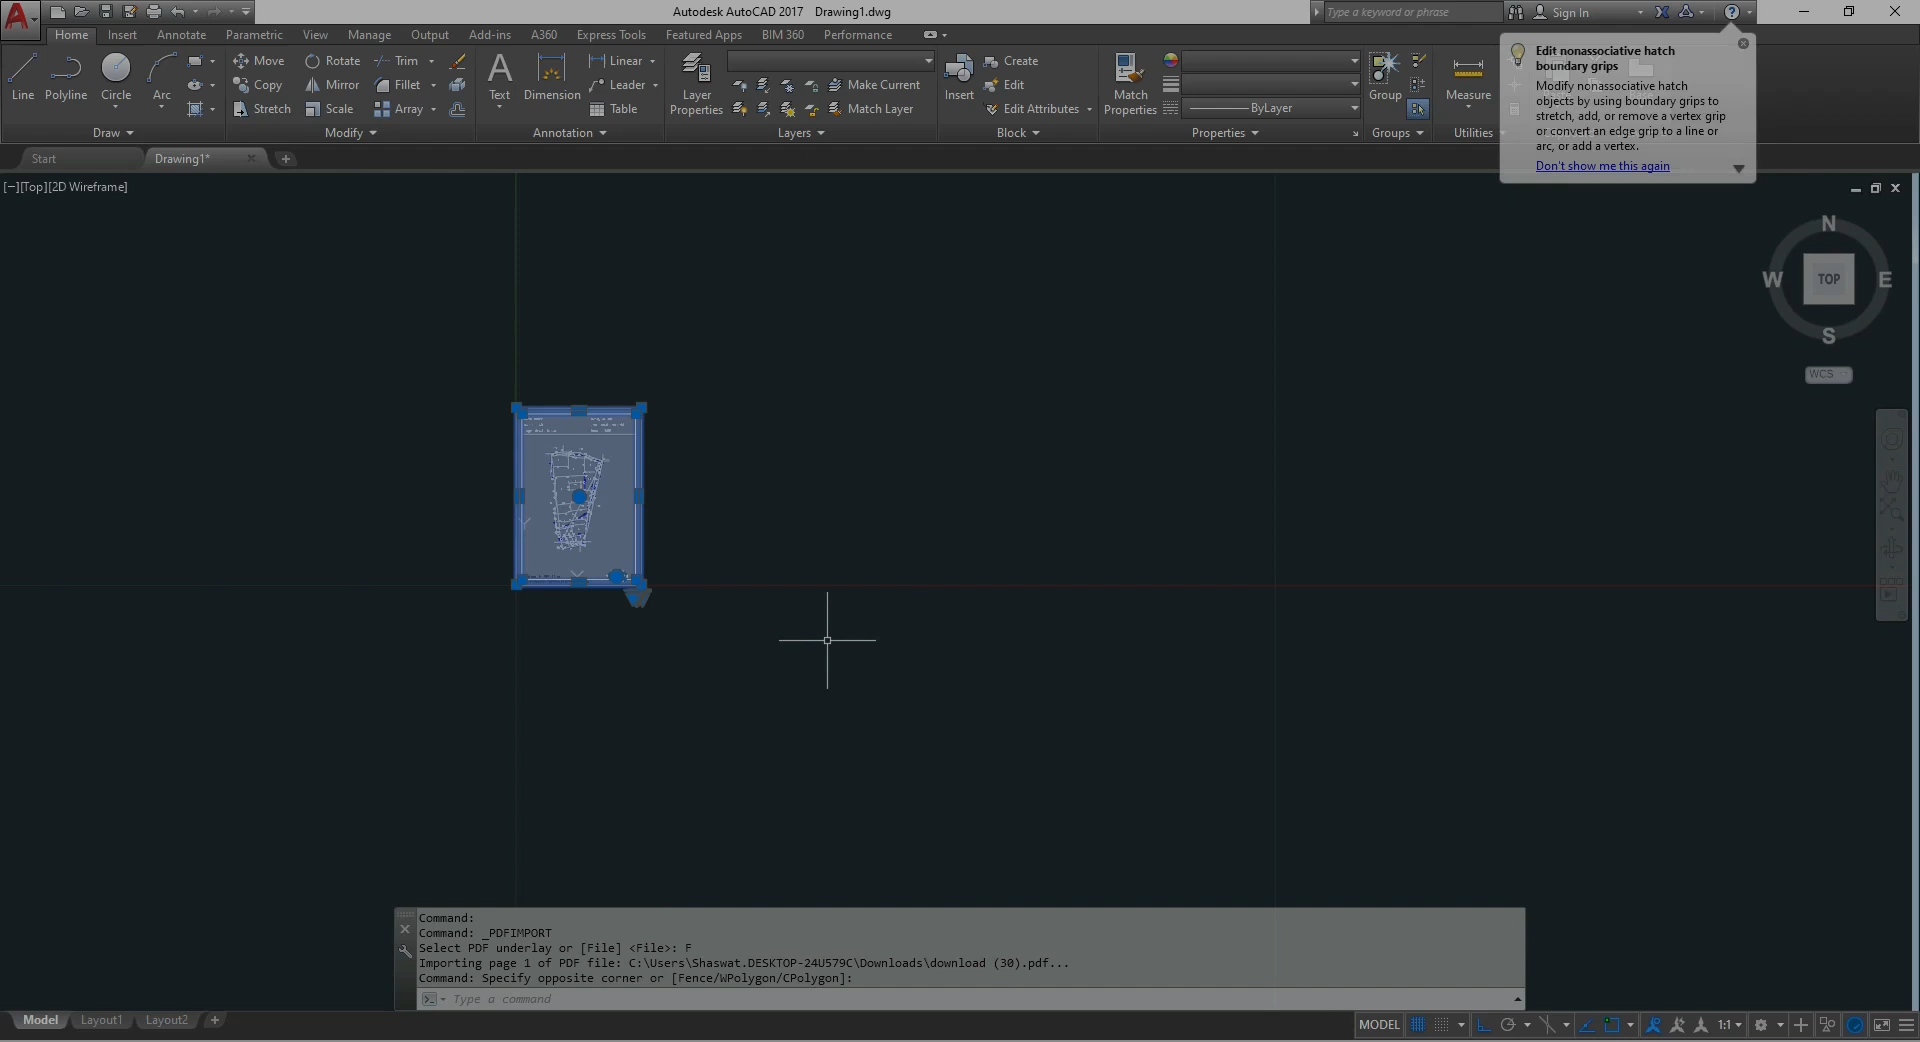 Autodesk AutoCAD 2017 Drawing1.dwg
Type a keyword or phrase
Sign In
Home Insert Annotate Parametric View Manage Output Add-ins A360 Express Tools Featured Apps BIM 360 Performance
Line Polyline Circle Arc
Move Rotate Trim
Copy Mirror Fillet
Stretch Scale Array
Text Dimension
Linear
Leader
Table
Layer Properties
Make Current
Match Layer
Insert
Create
Edit
Edit Attributes
Match Properties
ByLayer
Group
Measure
Draw Modify Annotation Layers Block Properties Groups Utilities
Edit nonassociative hatch
boundary grips
Modify nonassociative hatch
objects by using boundary grips to
stretch, add, or remove a vertex grip
or convert an edge grip to a line or
arc, or add a vertex.
Don't show me this again
Start Drawing1*
[−][Top][2D Wireframe]
N
W TOP E
S
WCS
Command:
Command: _PDFIMPORT
Select PDF underlay or [File] <File>: F
Importing page 1 of PDF file: C:\Users\Shaswat.DESKTOP-24U579C\Downloads\download (30).pdf...
Command: Specify opposite corner or [Fence/WPolygon/CPolygon]:
Type a command
Model Layout1 Layout2
MODEL 1:1